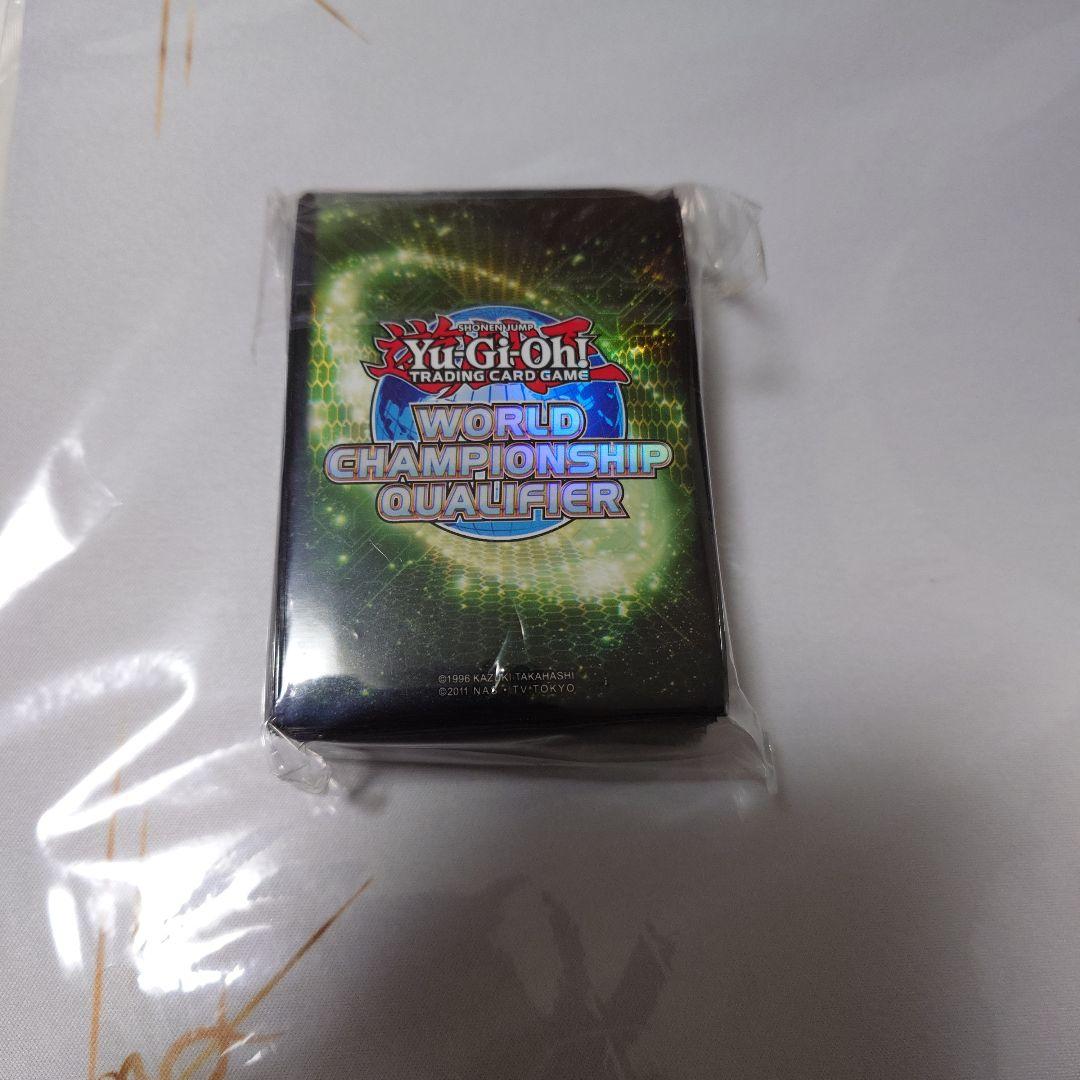 SHONEN JUMP
Yu-Gi-Oh!
TRADING CARD GAME
WORLD
CHAMPIONSHIP
QUALIFIER
©1996 KAZUKI TAKAHASHI
©2011 NAS • TV TOKYO